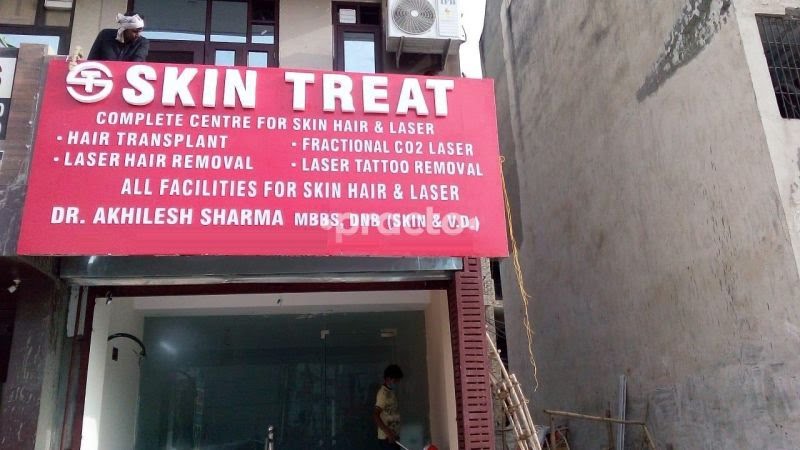 SKIN TREAT
COMPLETE CENTRE FOR SKIN HAIR & LASER
• HAIR TRANSPLANT
• FRACTIONAL CO2 LASER
• LASER HAIR REMOVAL
• LASER TATTOO REMOVAL
ALL FACILITIES FOR SKIN HAIR & LASER
DR. AKHILESH SHARMA MBBS, DNB (SKIN & V.D.)
practo